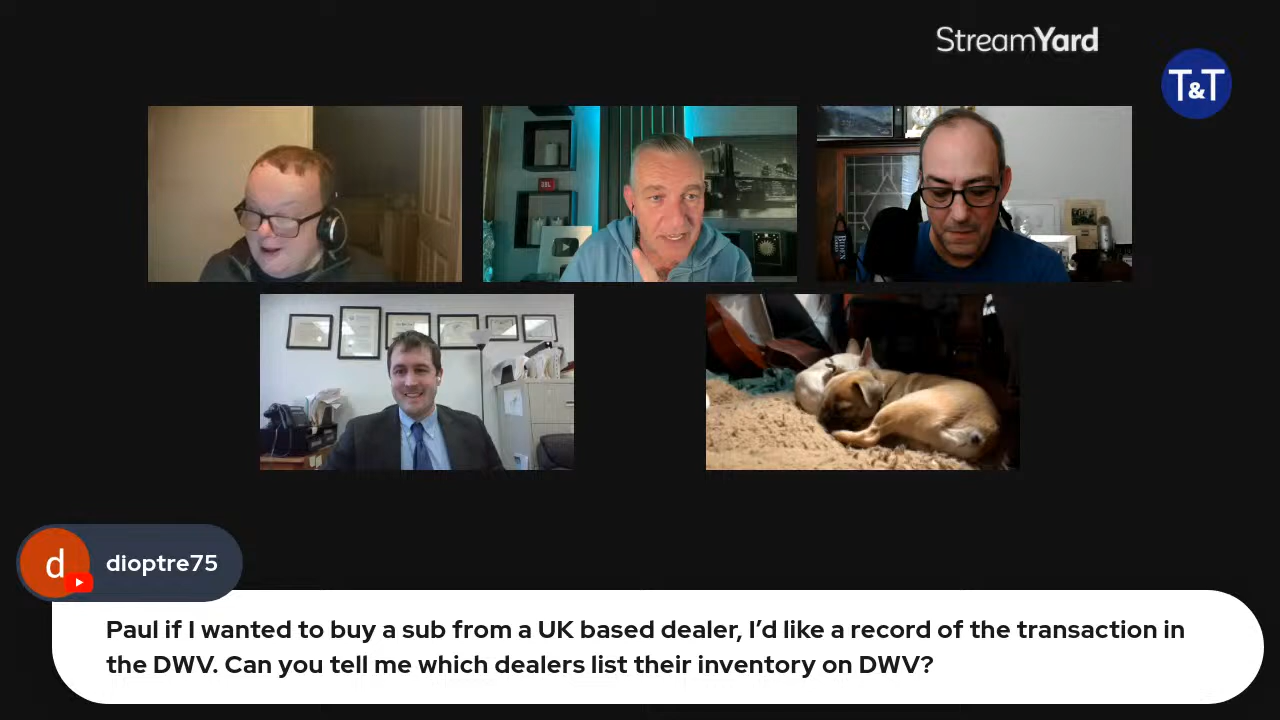 StreamYard
T&T
JBL
d
dioptre75
Paul if I wanted to buy a sub from a UK based dealer, I’d like a record of the transaction in
the DWV. Can you tell me which dealers list their inventory on DWV?